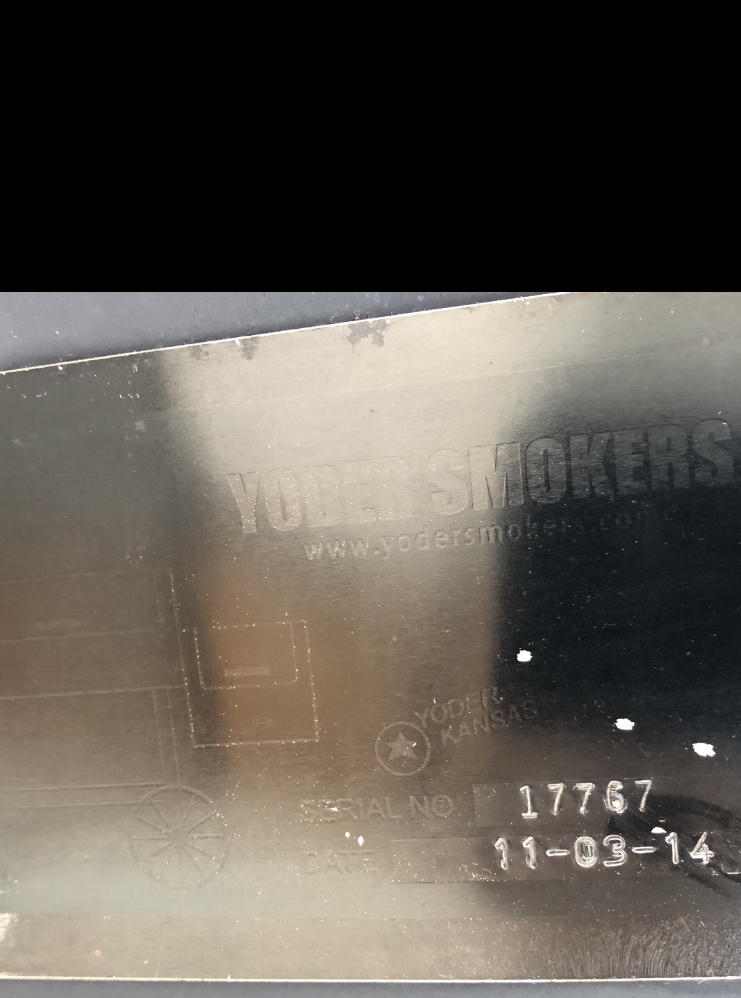 YODER SMOKERS
www.yodersmokers.com
YODER,
KANSAS
SERIAL NO. 17767
DATE 11-03-14